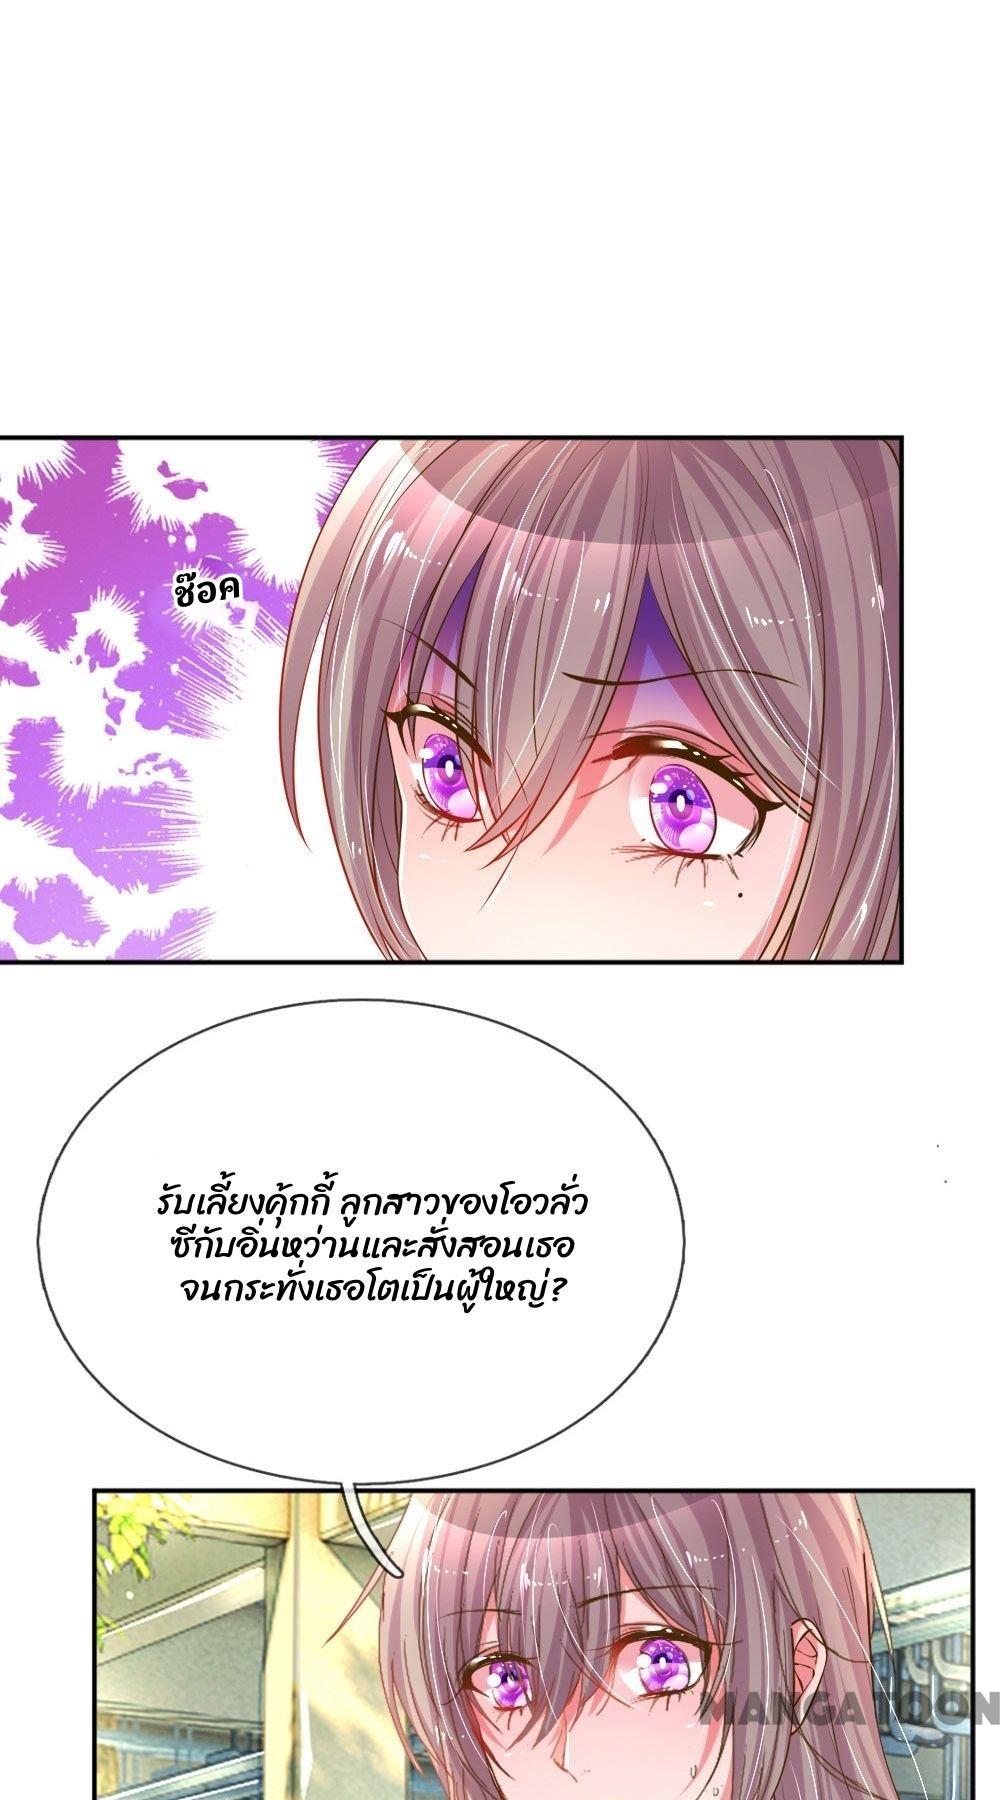 ช๊อค
รับเลี้ยงคุ้กกี้ ลูกสาวของโอวลั่ว
ซีกับอิ่นหว่านและสั่งสอนเธอ
จนกระทั่งเธอโตเป็นผู้ใหญ่?
MANGATOON